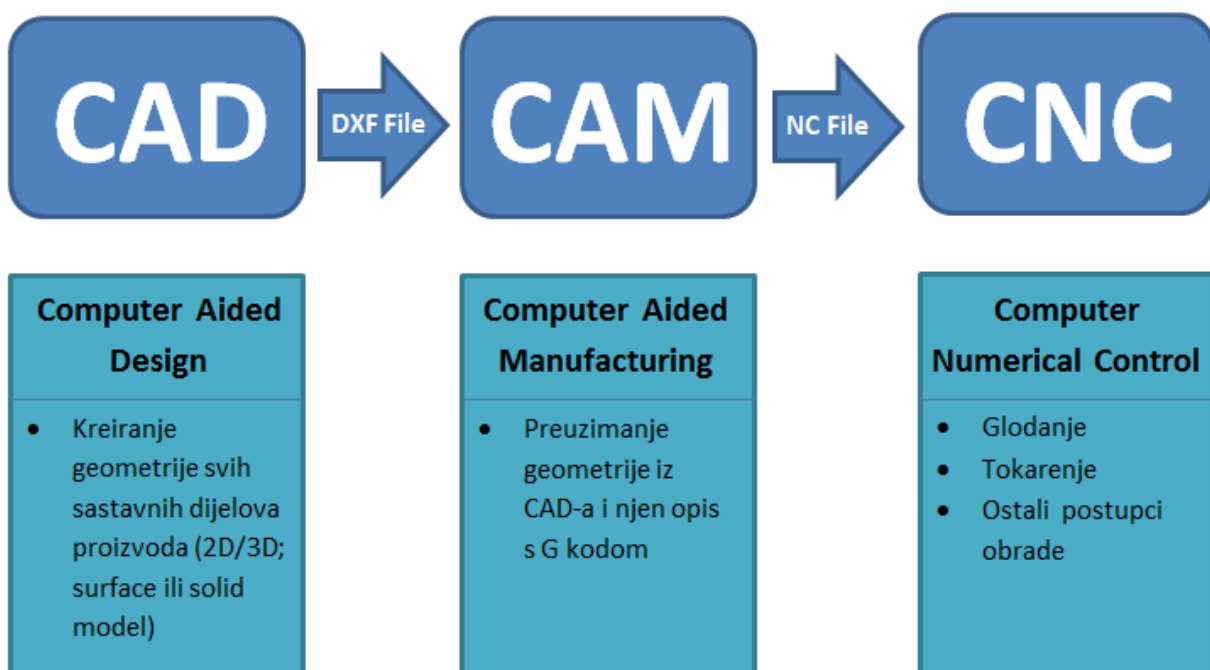 CAD
DXF File
CAM
NC File
CNC
Computer Aided
Design
• Kreiranje
geometrije svih
sastavnih dijelova
proizvoda (2D/3D;
surface ili solid
model)
Computer Aided
Manufacturing
• Preuzimanje
geometrije iz
CAD-a i njen opis
s G kodom
Computer
Numerical Control
• Glodanje
• Tokarenje
• Ostali postupci
obrade